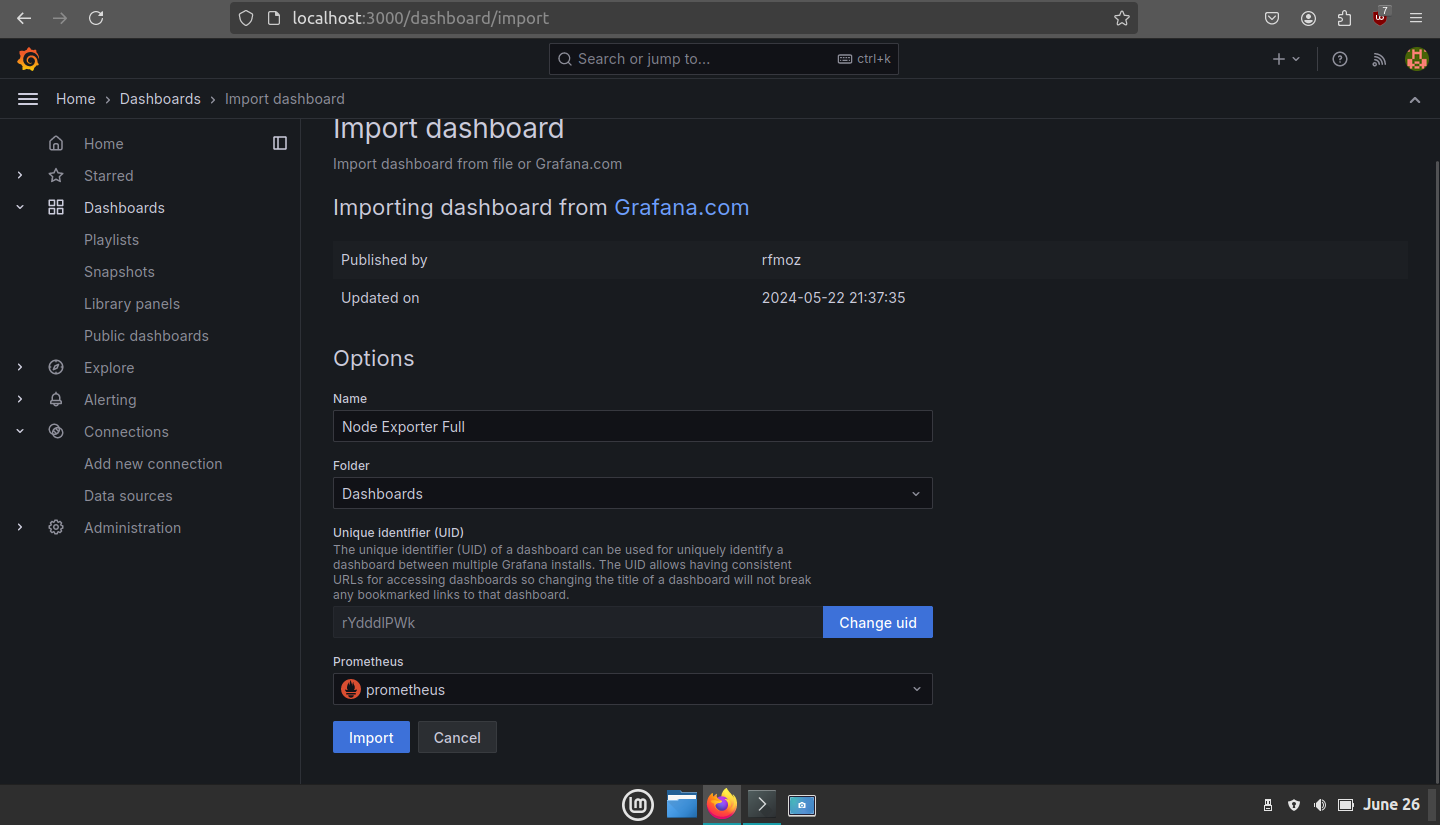 localhost:3000/dashboard/import
7
Search or jump to...
ctrl+k
Home › Dashboards › Import dashboard
Home
Starred
Dashboards
Playlists
Snapshots
Library panels
Public dashboards
Explore
Alerting
Connections
Add new connection
Data sources
Administration
Import dashboard
Import dashboard from file or Grafana.com
Importing dashboard from Grafana.com
Published by rfmoz
Updated on 2024-05-22 21:37:35
Options
Name
Node Exporter Full
Folder
Dashboards
Unique identifier (UID)
The unique identifier (UID) of a dashboard can be used for uniquely identify a
dashboard between multiple Grafana installs. The UID allows having consistent
URLs for accessing dashboards so changing the title of a dashboard will not break
any bookmarked links to that dashboard.
rYdddlPWk Change uid
Prometheus
prometheus
Import Cancel
June 26